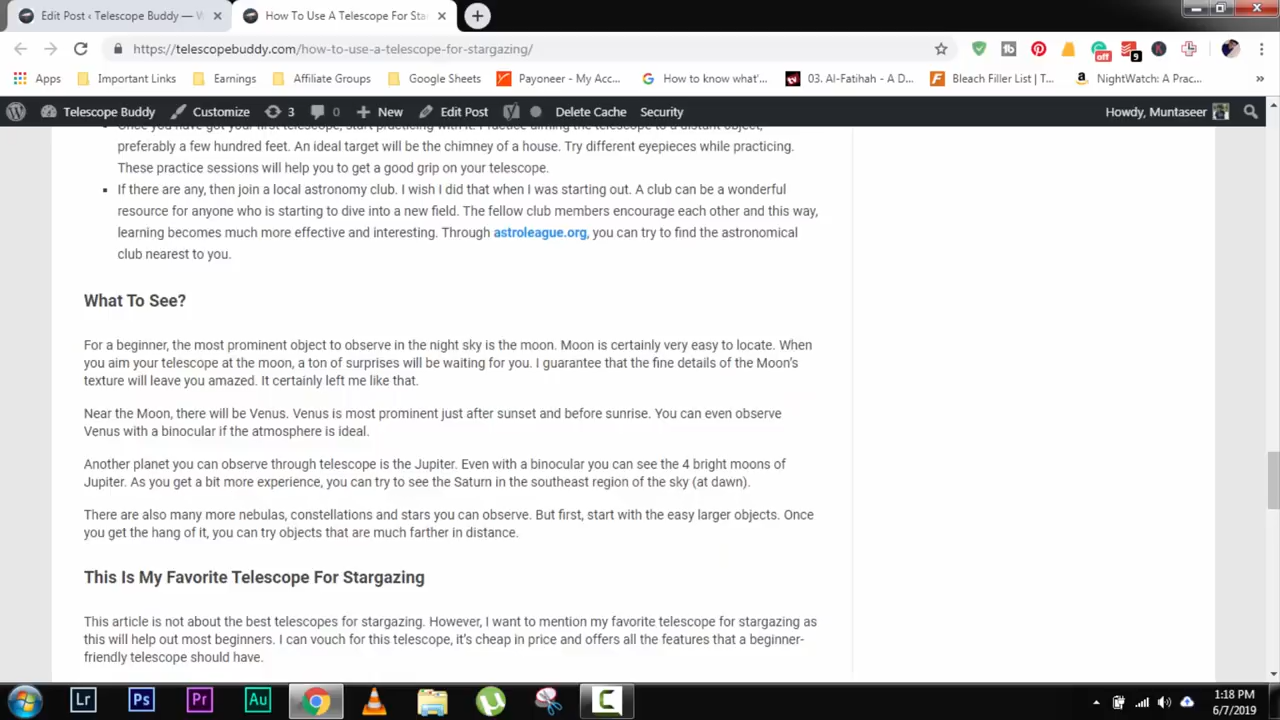 Edit Post ‹ Telescope Buddy — W
How To Use A Telescope For Sta
https://telescopebuddy.com/how-to-use-a-telescope-for-stargazing/
off
9
Apps
Important Links
Earnings
Affiliate Groups
Google Sheets
Payoneer - My Acc...
How to know what'...
03. Al-Fatihah - A D...
Bleach Filler List | T...
NightWatch: A Prac...
»
Telescope Buddy
Customize
3
0
New
Edit Post
Delete Cache
Security
Howdy, Muntaseer
Once you have got your first telescope, start practicing with it. Practice aiming the telescope to a distant object,
preferably a few hundred feet. An ideal target will be the chimney of a house. Try different eyepieces while practicing.
These practice sessions will help you to get a good grip on your telescope.
If there are any, then join a local astronomy club. I wish I did that when I was starting out. A club can be a wonderful
resource for anyone who is starting to dive into a new field. The fellow club members encourage each other and this way,
learning becomes much more effective and interesting. Through astroleague.org, you can try to find the astronomical
club nearest to you.
What To See?
For a beginner, the most prominent object to observe in the night sky is the moon. Moon is certainly very easy to locate. When
you aim your telescope at the moon, a ton of surprises will be waiting for you. I guarantee that the fine details of the Moon's
texture will leave you amazed. It certainly left me like that.
Near the Moon, there will be Venus. Venus is most prominent just after sunset and before sunrise. You can even observe
Venus with a binocular if the atmosphere is ideal.
Another planet you can observe through telescope is the Jupiter. Even with a binocular you can see the 4 bright moons of
Jupiter. As you get a bit more experience, you can try to see the Saturn in the southeast region of the sky (at dawn).
There are also many more nebulas, constellations and stars you can observe. But first, start with the easy larger objects. Once
you get the hang of it, you can try objects that are much farther in distance.
This Is My Favorite Telescope For Stargazing
This article is not about the best telescopes for stargazing. However, I want to mention my favorite telescope for stargazing as
this will help out most beginners. I can vouch for this telescope, it's cheap in price and offers all the features that a beginner-
friendly telescope should have.
Lr
Ps
Pr
Au
1:18 PM
6/7/2019